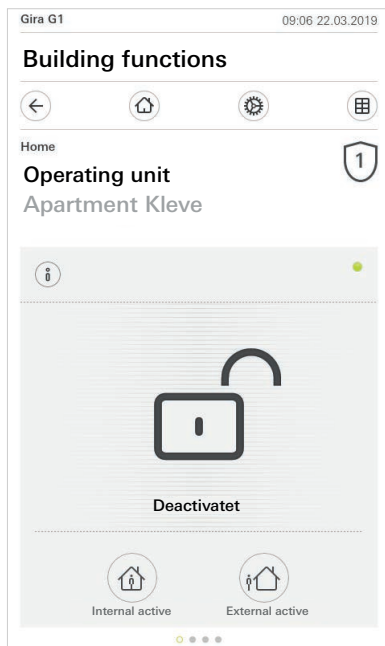 Gira G1 09:06 22.03.2019
Building functions
Home
1
Operating unit
Apartment Kleve
Deactivatet
Internal active External active